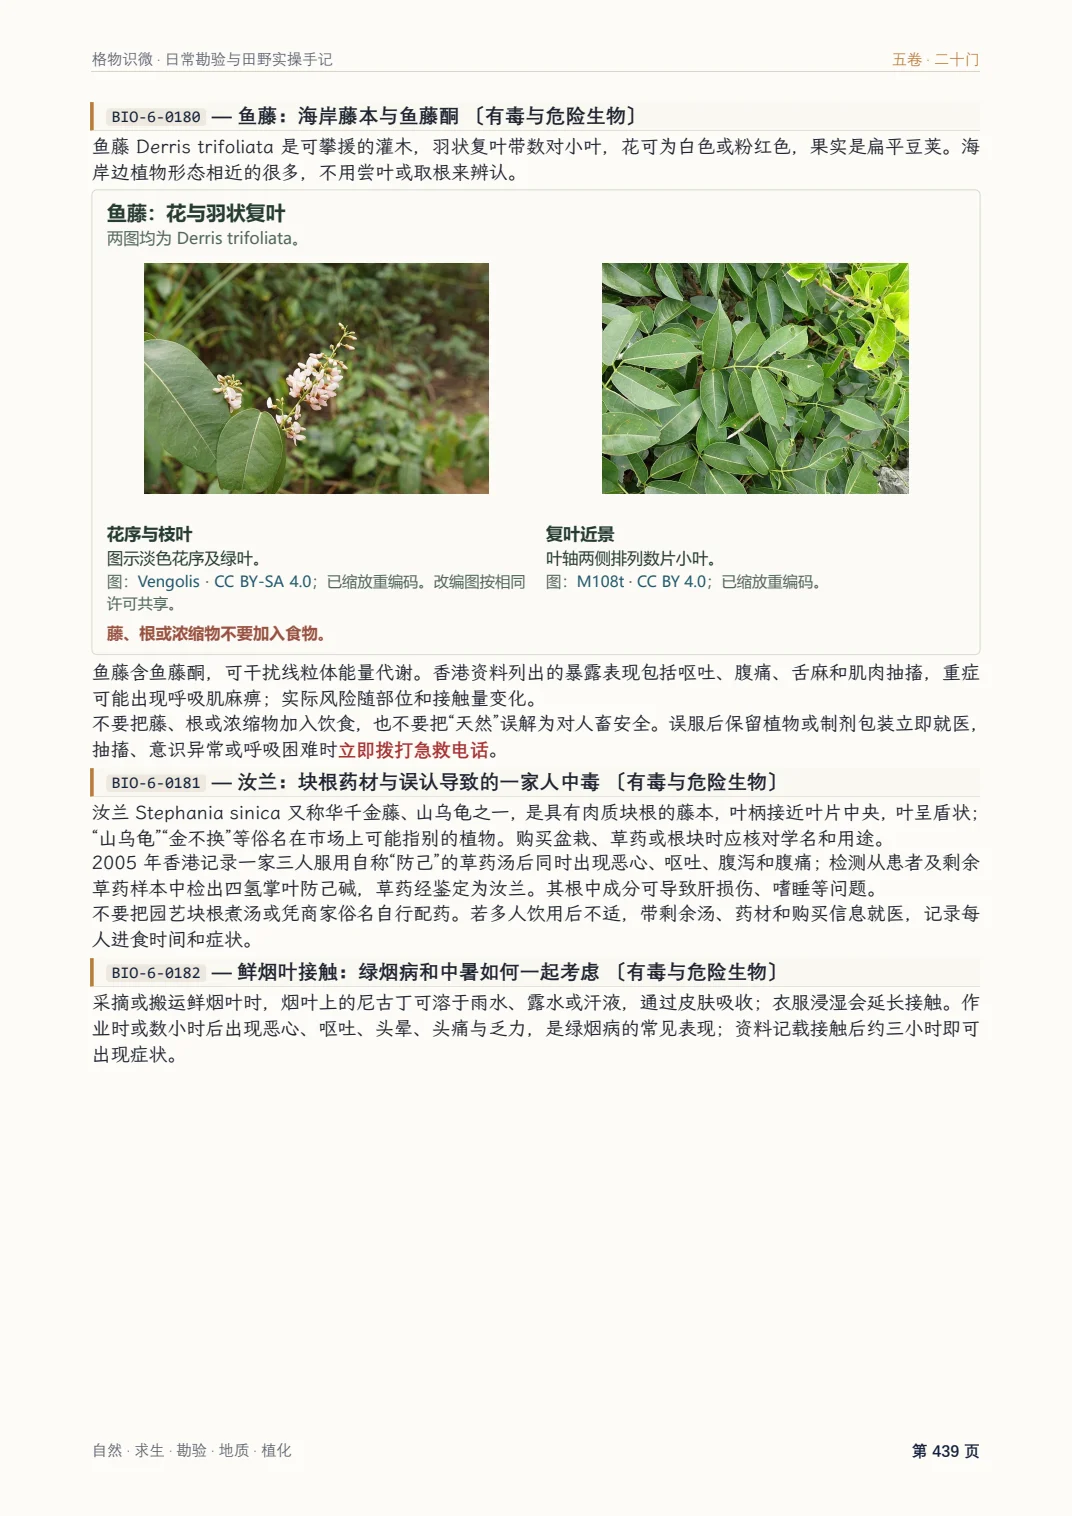 格物识微 · 日常勘验与田野实操手记
五卷 · 二十门
BIO-6-0180 — 鱼藤：海岸藤本与鱼藤酮 〔有毒与危险生物〕
鱼藤 Derris trifoliata 是可攀援的灌木，羽状复叶带数对小叶，花可为白色或粉红色，果实是扁平豆荚。海
岸边植物形态相近的很多，不用尝叶或取根来辨认。
鱼藤：花与羽状复叶
两图均为 Derris trifoliata。
花序与枝叶
图示淡色花序及绿叶。
图：Vengolis · CC BY-SA 4.0；已缩放重编码。改编图按相同
许可共享。
复叶近景
叶轴两侧排列数片小叶。
图：M108t · CC BY 4.0；已缩放重编码。
藤、根或浓缩物不要加入食物。
鱼藤含鱼藤酮，可干扰线粒体能量代谢。香港资料列出的暴露表现包括呕吐、腹痛、舌麻和肌肉抽搐，重症
可能出现呼吸肌麻痹；实际风险随部位和接触量变化。
不要把藤、根或浓缩物加入饮食，也不要把“天然”误解为对人畜安全。误服后保留植物或制剂包装立即就医，
抽搐、意识异常或呼吸困难时立即拨打急救电话。
BIO-6-0181 — 汝兰：块根药材与误认导致的一家人中毒 〔有毒与危险生物〕
汝兰 Stephania sinica 又称华千金藤、山乌龟之一，是具有肉质块根的藤本，叶柄接近叶片中央，叶呈盾状；
“山乌龟”“金不换”等俗名在市场上可能指别的植物。购买盆栽、草药或根块时应核对学名和用途。
2005 年香港记录一家三人服用自称“防己”的草药汤后同时出现恶心、呕吐、腹泻和腹痛；检测从患者及剩余
草药样本中检出四氢掌叶防己碱，草药经鉴定为汝兰。其根中成分可导致肝损伤、嗜睡等问题。
不要把园艺块根煮汤或凭商家俗名自行配药。若多人饮用后不适，带剩余汤、药材和购买信息就医，记录每
人进食时间和症状。
BIO-6-0182 — 鲜烟叶接触：绿烟病和中暑如何一起考虑 〔有毒与危险生物〕
采摘或搬运鲜烟叶时，烟叶上的尼古丁可溶于雨水、露水或汗液，通过皮肤吸收；衣服浸湿会延长接触。作
业时或数小时后出现恶心、呕吐、头晕、头痛与乏力，是绿烟病的常见表现；资料记载接触后约三小时即可
出现症状。
自然 · 求生 · 勘验 · 地质 · 植化
第 439 页